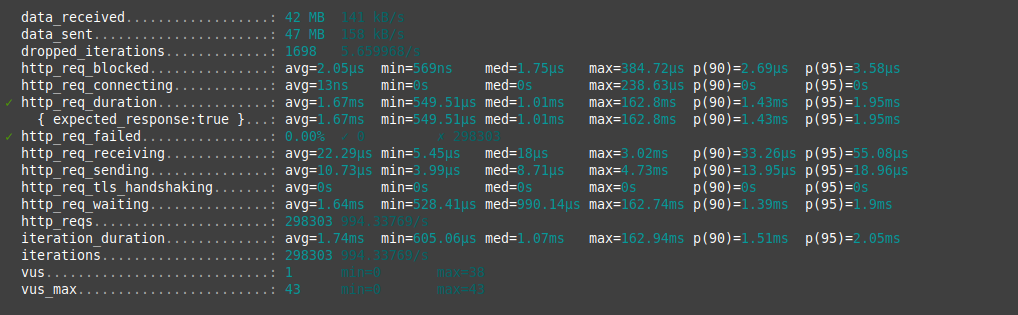 data_received..................: 42 MB 141 kB/s
data_sent......................: 47 MB 158 kB/s
dropped_iterations.............: 1698 5.659968/s
http_req_blocked...............: avg=2.05µs min=569ns med=1.75µs max=384.72µs p(90)=2.69µs p(95)=3.58µs
http_req_connecting............: avg=13ns min=0s med=0s max=238.63µs p(90)=0s p(95)=0s
✓ http_req_duration..............: avg=1.67ms min=549.51µs med=1.01ms max=162.8ms p(90)=1.43ms p(95)=1.95ms
{ expected_response:true }...: avg=1.67ms min=549.51µs med=1.01ms max=162.8ms p(90)=1.43ms p(95)=1.95ms
✓ http_req_failed................: 0.00% ✓ 0 ✗ 298303
http_req_receiving.............: avg=22.29µs min=5.45µs med=18µs max=3.02ms p(90)=33.26µs p(95)=55.08µs
http_req_sending...............: avg=10.73µs min=3.99µs med=8.71µs max=4.73ms p(90)=13.95µs p(95)=18.96µs
http_req_tls_handshaking.......: avg=0s min=0s med=0s max=0s p(90)=0s p(95)=0s
http_req_waiting...............: avg=1.64ms min=528.41µs med=990.14µs max=162.74ms p(90)=1.39ms p(95)=1.9ms
http_reqs......................: 298303 994.33769/s
iteration_duration.............: avg=1.74ms min=605.06µs med=1.07ms max=162.94ms p(90)=1.51ms p(95)=2.05ms
iterations.....................: 298303 994.33769/s
vus............................: 1 min=0 max=38
vus_max........................: 43 min=0 max=43